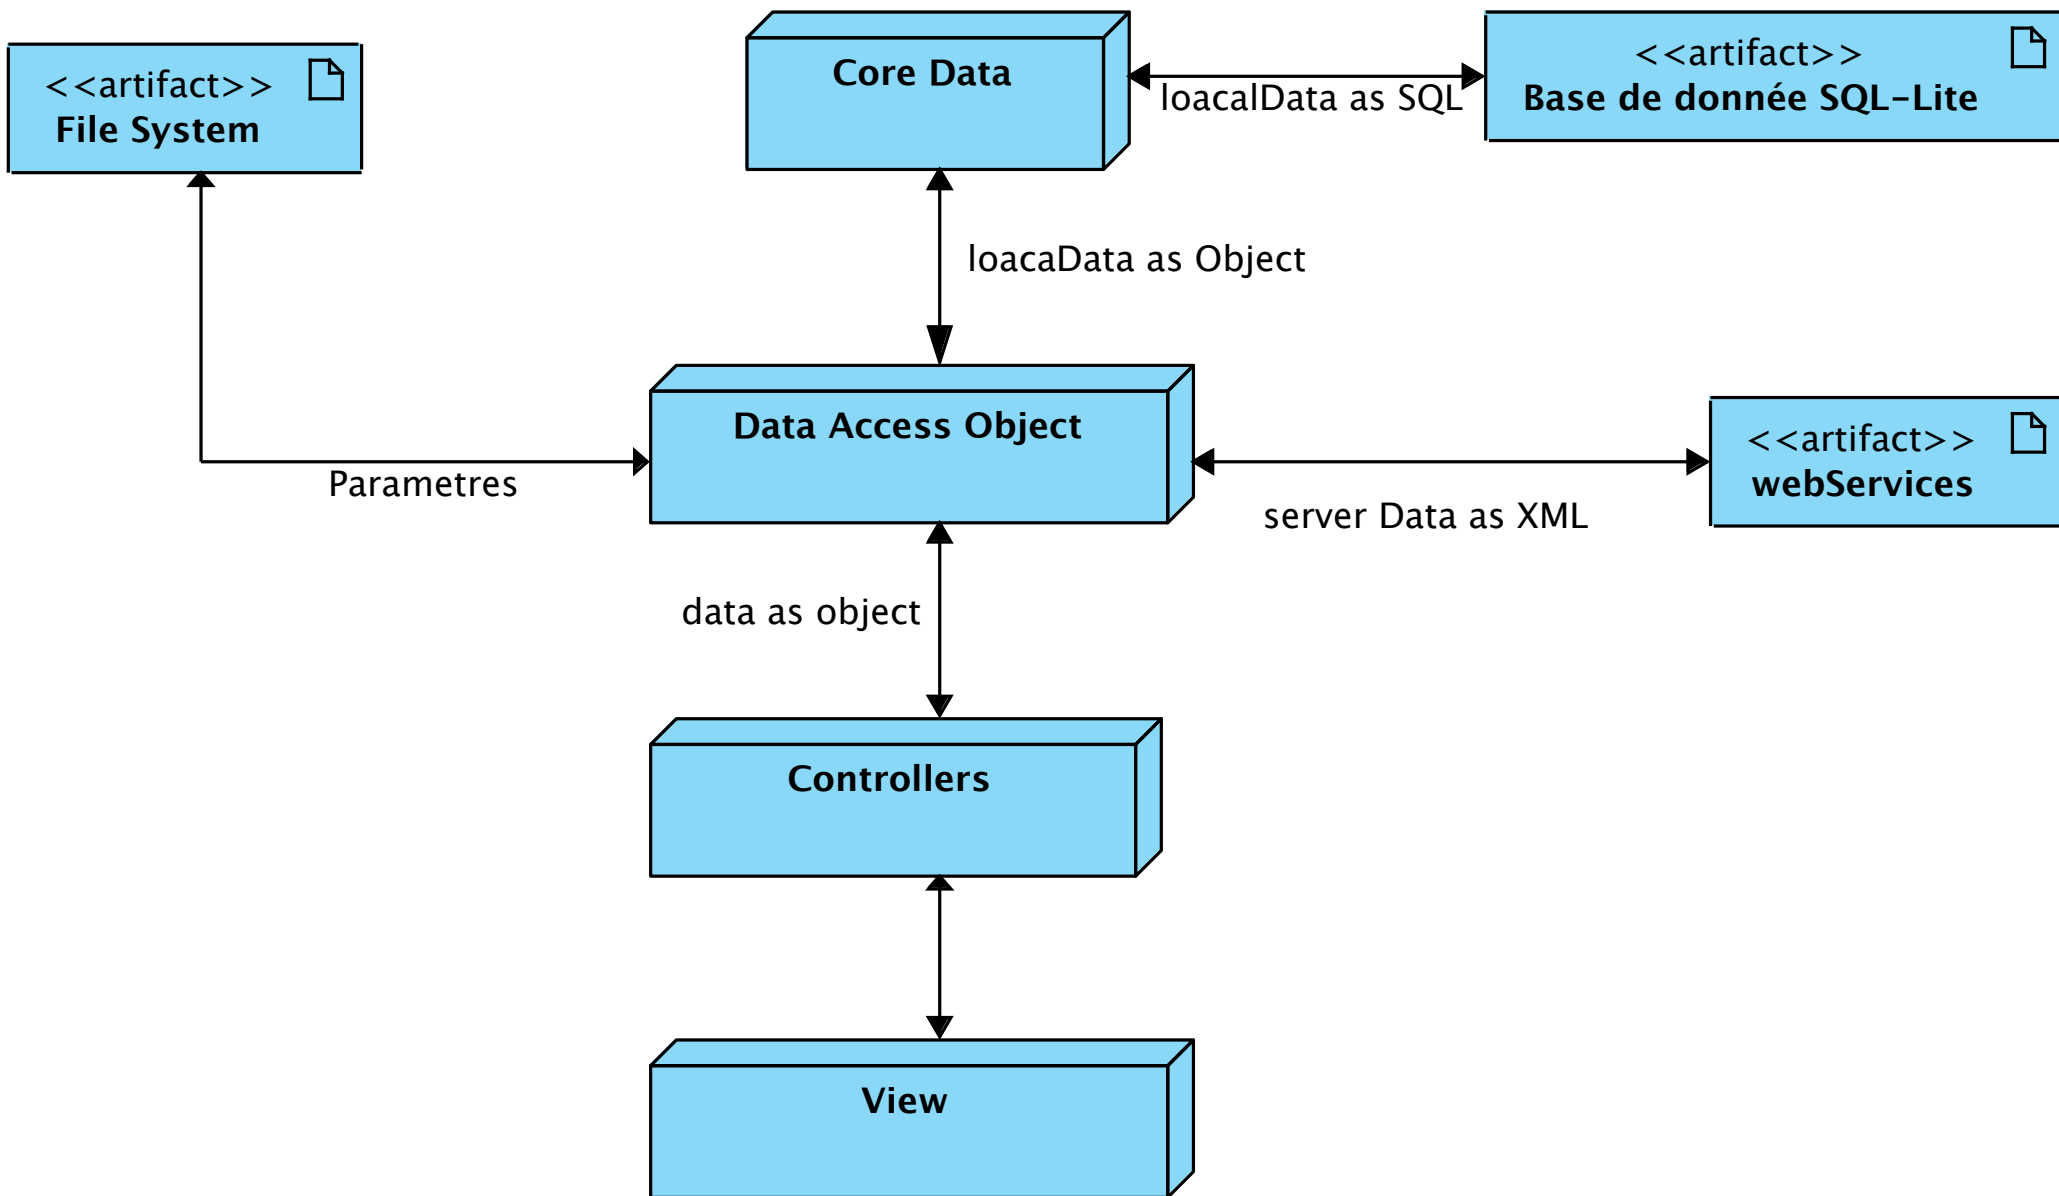 <<artifact>>
File System
Core Data
<<artifact>>
Base de donnée SQL-Lite
loacalData as SQL
loacaData as Object
Data Access Object
<<artifact>>
webServices
Parametres
server Data as XML
data as object
Controllers
View